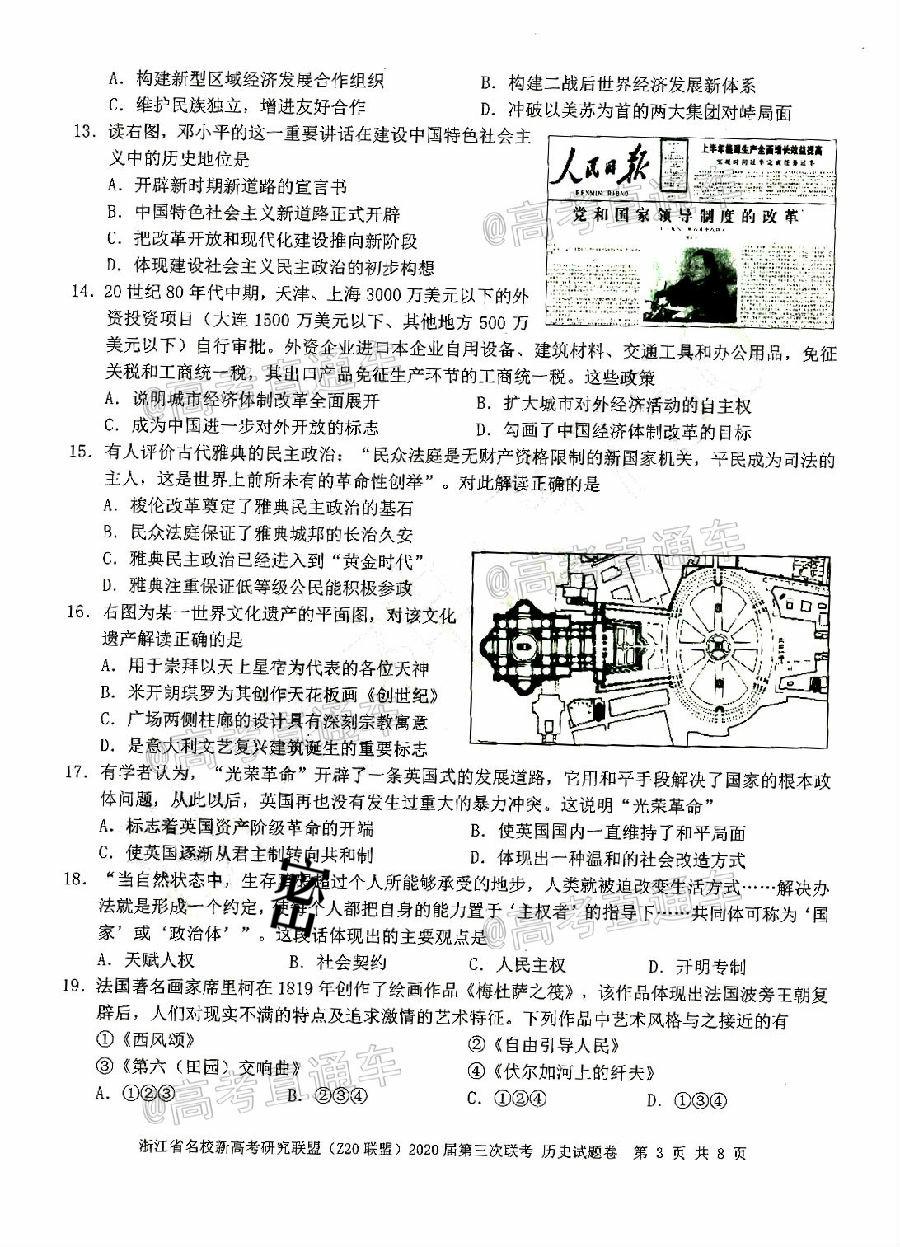 A. 构建新型区域经济发展合作组织 B. 构建二战后世界经济发展新体系
C. 维护民族独立，增进友好合作 D. 冲破以美苏为首的两大集团对峙局面
13. 读右图，邓小平的这一重要讲话在建设中国特色社会主
义中的历史地位是
A. 开辟新时期新道路的宣言书
B. 中国特色社会主义新道路正式开辟
C. 把改革开放和现代化建设推向新阶段
D. 体现建设社会主义民主政治的初步构想
人民日报
RENMIN RIBAO
上半年能源生产全面增长效益提高
党和国家领导制度的改革
14. 20 世纪 80 年代中期，天津、上海 3000 万美元以下的外
资投资项目（大连 1500 万美元以下、其他地方 500 万
美元以下）自行审批。外资企业进口本企业自用设备、建筑材料、交通工具和办公用品，免征
关税和工商统一税，其出口产品免征生产环节的工商统一税。这些政策
A. 说明城市经济体制改革全面展开 B. 扩大城市对外经济活动的自主权
C. 成为中国进一步对外开放的标志 D. 勾画了中国经济体制改革的目标
15. 有人评价古代雅典的民主政治：“民众法庭是无财产资格限制的新国家机关，平民成为司法的
主人，这是世界上前所未有的革命性创举”。对此解读正确的是
A. 梭伦改革奠定了雅典民主政治的基石
B. 民众法庭保证了雅典城邦的长治久安
C. 雅典民主政治已经进入到“黄金时代”
D. 雅典注重保证低等级公民能积极参政
16. 右图为某一世界文化遗产的平面图，对该文化
遗产解读正确的是
A. 用于崇拜以天上星宿为代表的各位天神
B. 米开朗琪罗为其创作天花板画《创世纪》
C. 广场两侧柱廊的设计具有深刻宗教寓意
D. 是意大利文艺复兴建筑诞生的重要标志
17. 有学者认为，“光荣革命”开辟了一条英国式的发展道路，它用和平手段解决了国家的根本政
体问题，从此以后，英国再也没有发生过重大的暴力冲突。这说明“光荣革命”
A. 标志着英国资产阶级革命的开端 B. 使英国国内一直维持了和平局面
C. 使英国逐渐从君主制转向共和制 D. 体现出一种温和的社会改造方式
密
18. “当自然状态中，生存障碍超过个人所能够承受的地步，人类就被迫改变生活方式……解决办
法就是形成一个约定，使每个人都把自身的能力置于‘主权者’的指导下……共同体可称为‘国
家’或‘政治体’”。这段话体现出的主要观点是
A. 天赋人权 B. 社会契约 C. 人民主权 D. 开明专制
19. 法国著名画家席里柯在 1819 年创作了绘画作品《梅杜萨之筏》，该作品体现出法国波旁王朝复
辟后，人们对现实不满的特点及追求激情的艺术特征。下列作品中艺术风格与之接近的有
①《西风颂》 ②《自由引导人民》
③《第六（田园）交响曲》 ④《伏尔加河上的纤夫》
A. ①②③ B. ②③④ C. ①②④ D. ①③④
浙江省名校新高考研究联盟（Z20 联盟）2020 届第三次联考 历史试题卷 第 3 页 共 8 页
@高考直通车
@高考直通车
@高考直通车
@高考直通车
@高考直通车
@高考直通车